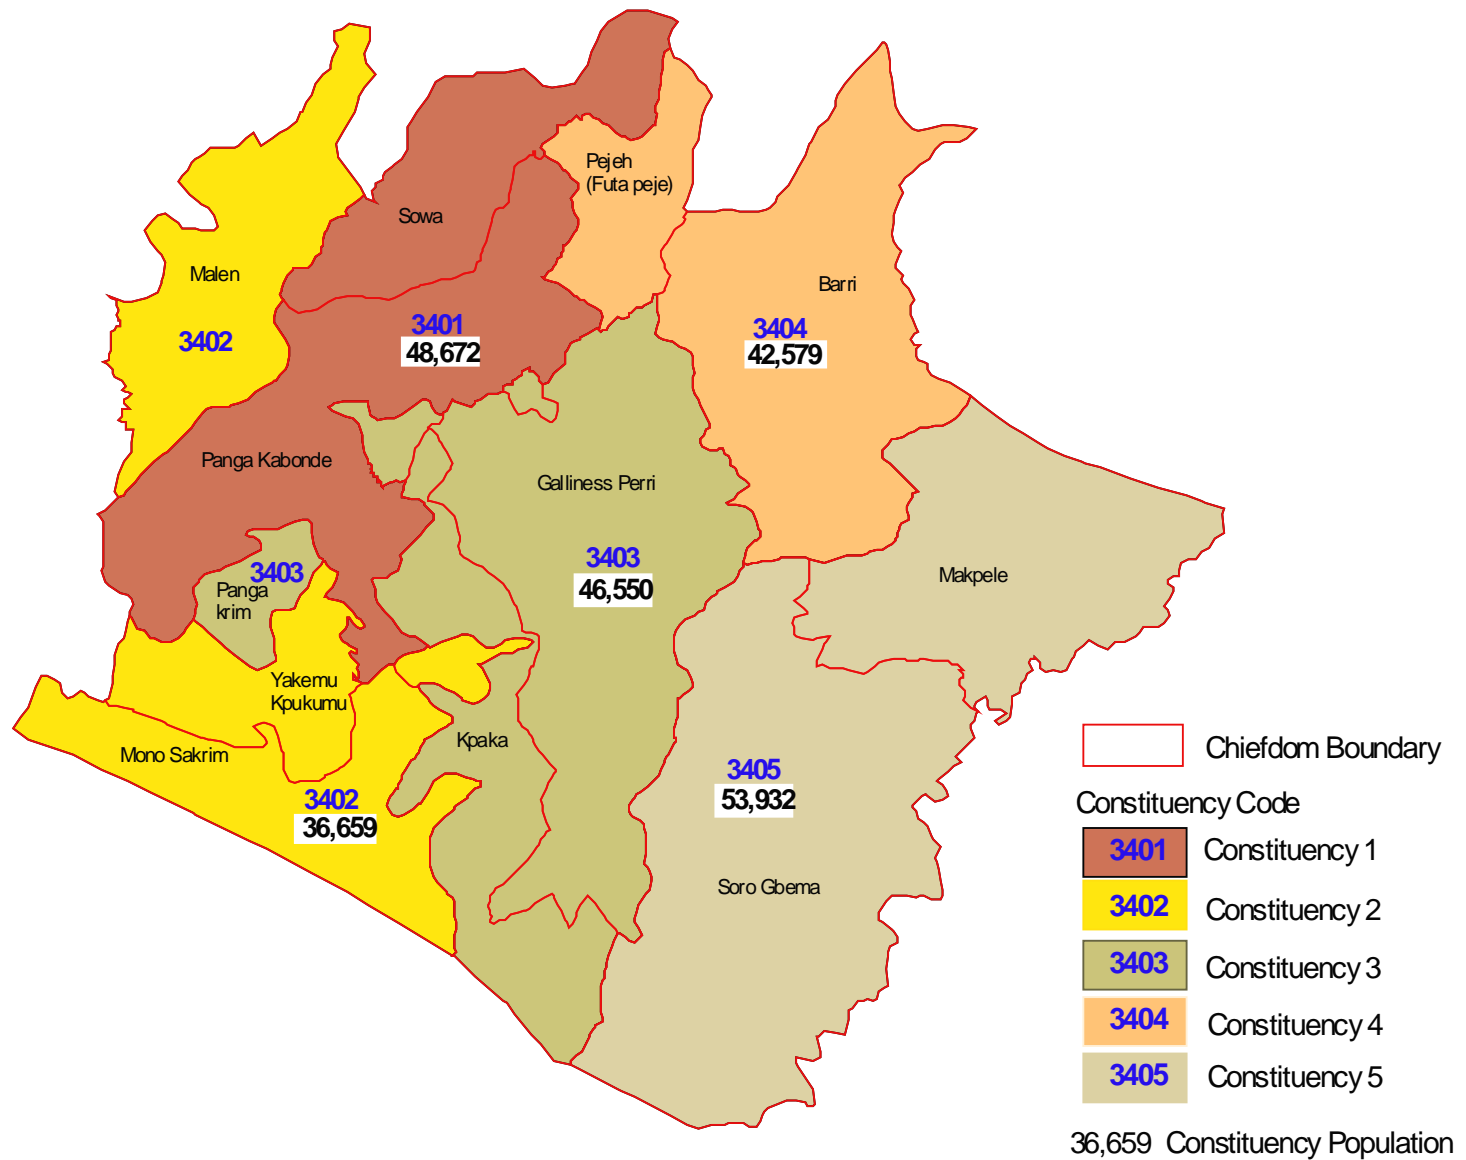 Pejeh
(Futa peje)
Sowa
Malen
Barri
3401
48,672
3404
42,579
3402
Panga Kabonde
Galliness Perri
3403
46,550
3403
Panga
krim
Makpele
Yakemu
Kpukumu
Kpaka
Mono Sakrim
3402
36,659
3405
53,932
Soro Gbema
Chiefdom Boundary
Constituency Code
3401 Constituency 1
3402 Constituency 2
3403 Constituency 3
3404 Constituency 4
3405 Constituency 5
36,659 Constituency Population